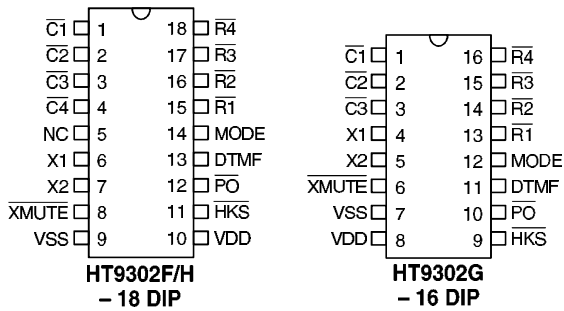 C1 1 18 R4
C2 2 17 R3
C3 3 16 R2
C4 4 15 R1
NC 5 14 MODE
X1 6 13 DTMF
X2 7 12 PO
XMUTE 8 11 HKS
VSS 9 10 VDD
HT9302F/H
– 18 DIP
C1 1 16 R4
C2 2 15 R3
C3 3 14 R2
X1 4 13 R1
X2 5 12 MODE
XMUTE 6 11 DTMF
VSS 7 10 PO
VDD 8 9 HKS
HT9302G
– 16 DIP